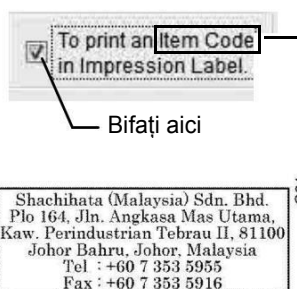 To print an Item Code
in Impression Label.
Bifați aici
Shachihata (Malaysia) Sdn. Bhd.
Plo 164, Jln. Angkasa Mas Utama,
Kaw. Perindustrian Tebrau II, 81100
Johor Bahru, Johor, Malaysia
Tel : +60 7 353 5955
Fax : +60 7 353 5916